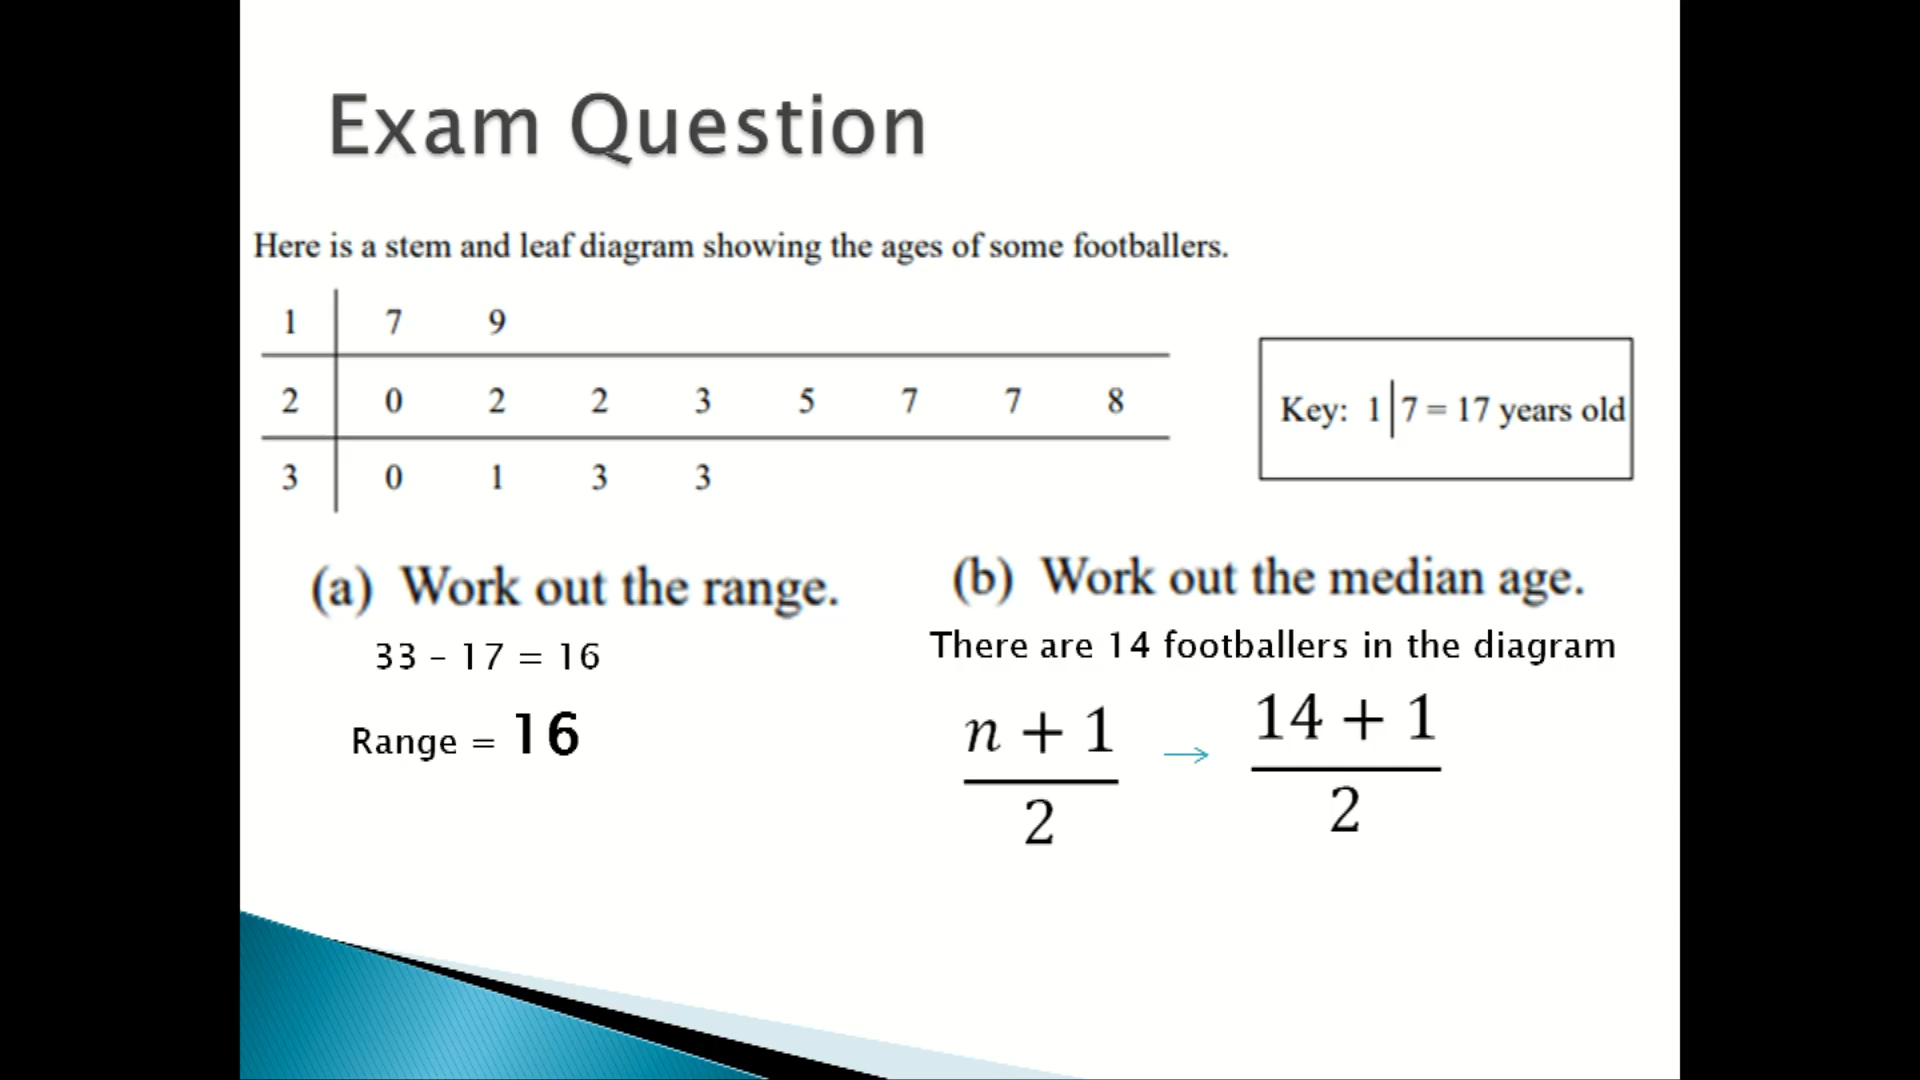 Exam Question
Here is a stem and leaf diagram showing the ages of some footballers.
1 | 7 9
2 | 0 2 2 3 5 7 7 8
3 | 0 1 3 3
Key: 1 | 7 = 17 years old
(a) Work out the range.
33 – 17 = 16
Range = 16
(b) Work out the median age.
There are 14 footballers in the diagram
n + 1 → 14 + 1
2 2